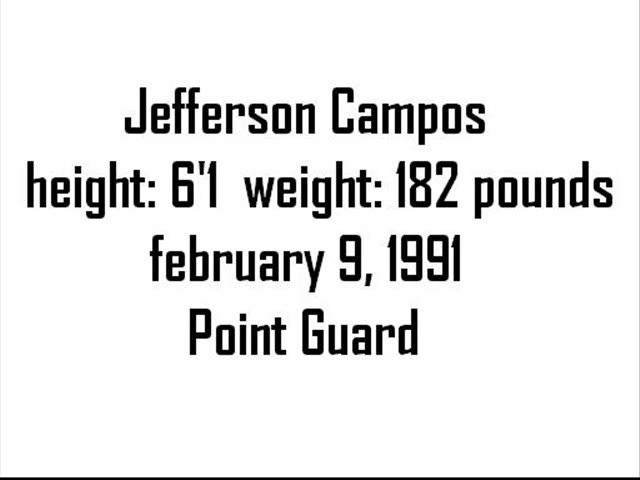 Jefferson Campos
height: 6'1 weight: 182 pounds
february 9, 1991
Point Guard